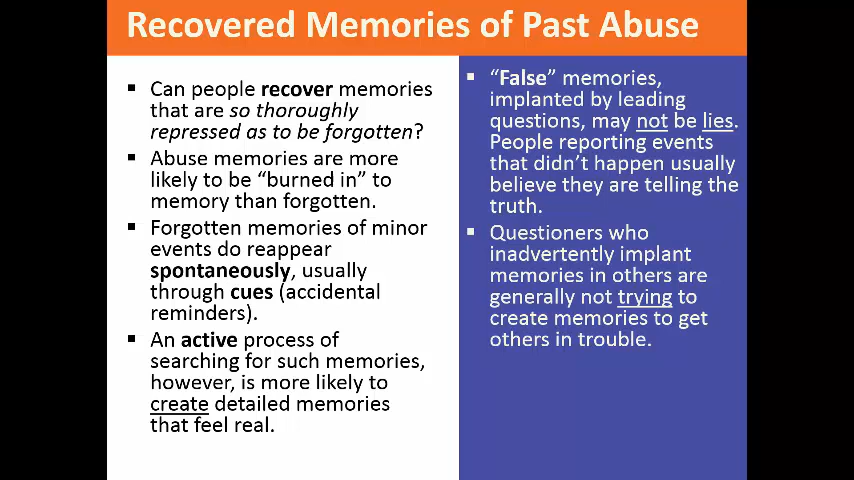 Recovered Memories of Past Abuse
▪ Can people recover memories
that are so thoroughly
repressed as to be forgotten?
▪ Abuse memories are more
likely to be “burned in” to
memory than forgotten.
▪ Forgotten memories of minor
events do reappear
spontaneously, usually
through cues (accidental
reminders).
▪ An active process of
searching for such memories,
however, is more likely to
create detailed memories
that feel real.
▪ “False” memories,
implanted by leading
questions, may not be lies.
People reporting events
that didn’t happen usually
believe they are telling the
truth.
▪ Questioners who
inadvertently implant
memories in others are
generally not trying to
create memories to get
others in trouble.